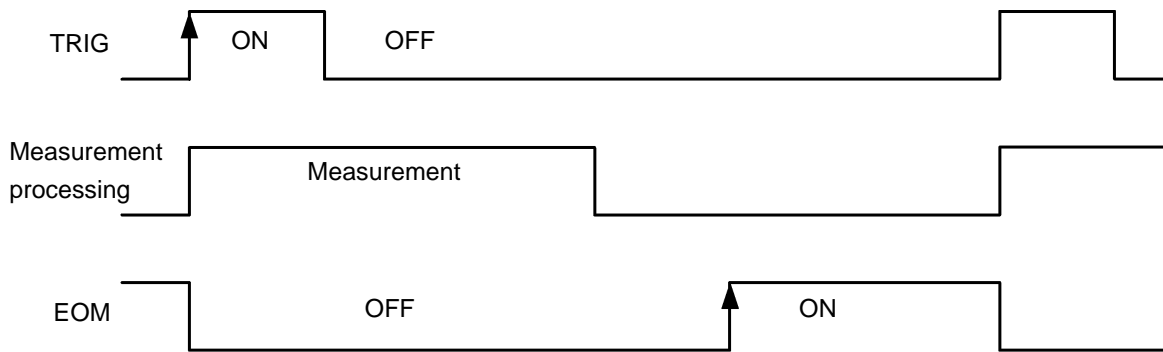 TRIG
ON
OFF
Measurement
processing
Measurement
EOM
OFF
ON